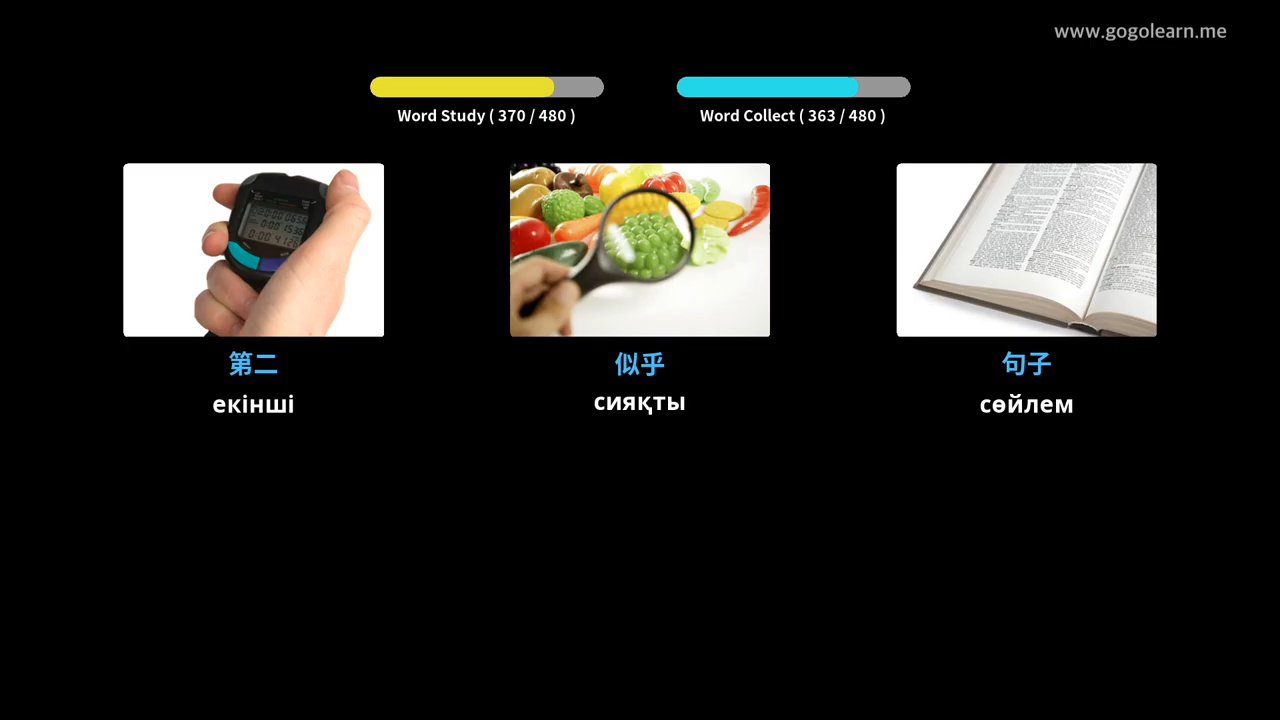 www.gogolearn.me
Word Study ( 370 / 480 )
Word Collect ( 363 / 480 )
第二
似乎
句子
екінші
сияқты
сөйлем